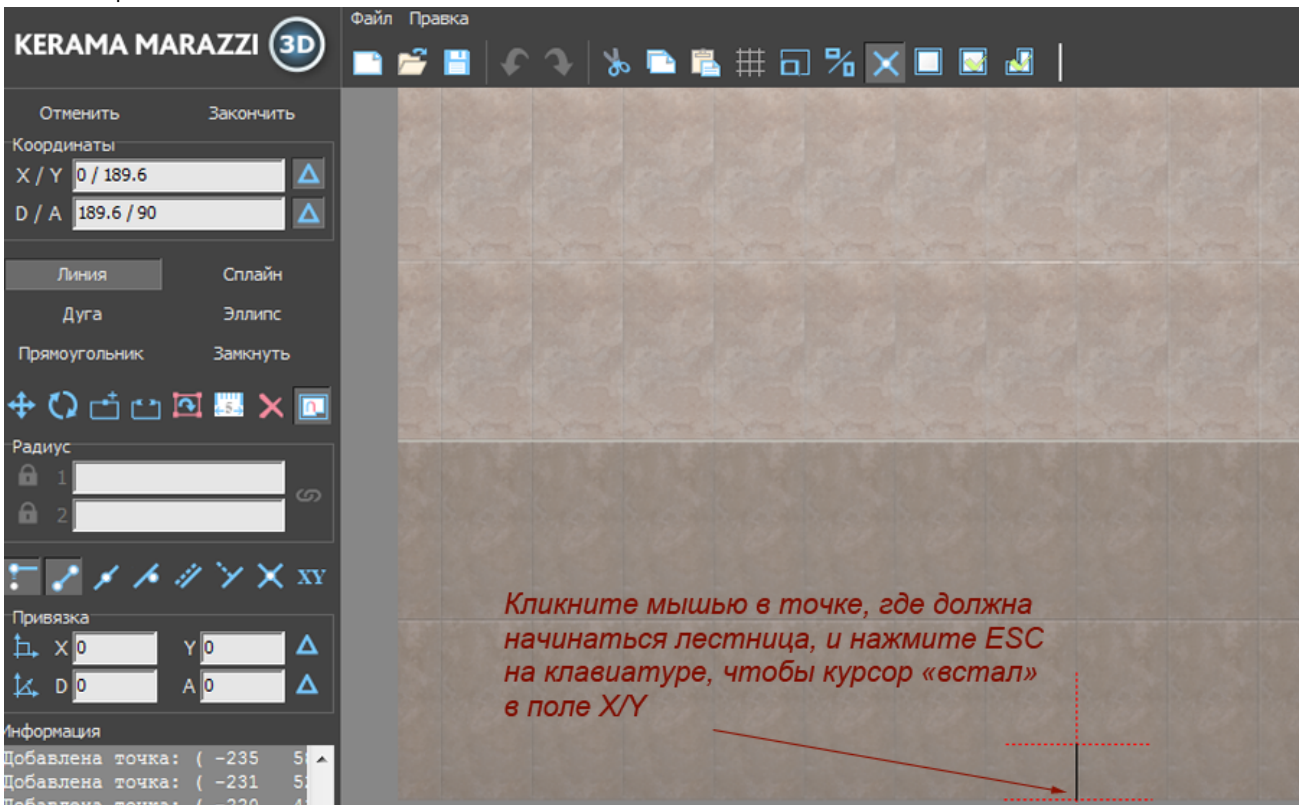 KERAMA MARAZZI 3D
Файл Правка
Отменить Закончить
Координаты
X / Y 0 / 189.6
D / A 189.6 / 90
Линия Сплайн
Дуга Эллипс
Прямоугольник Замкнуть
5
Радиус
1
2
XY
Привязка
X 0 Y 0
D 0 A 0
Информация
Добавлена точка: ( -235
Добавлена точка: ( -231
Кликните мышью в точке, где должна
начинаться лестница, и нажмите ESC
на клавиатуре, чтобы курсор «встал»
в поле X/Y